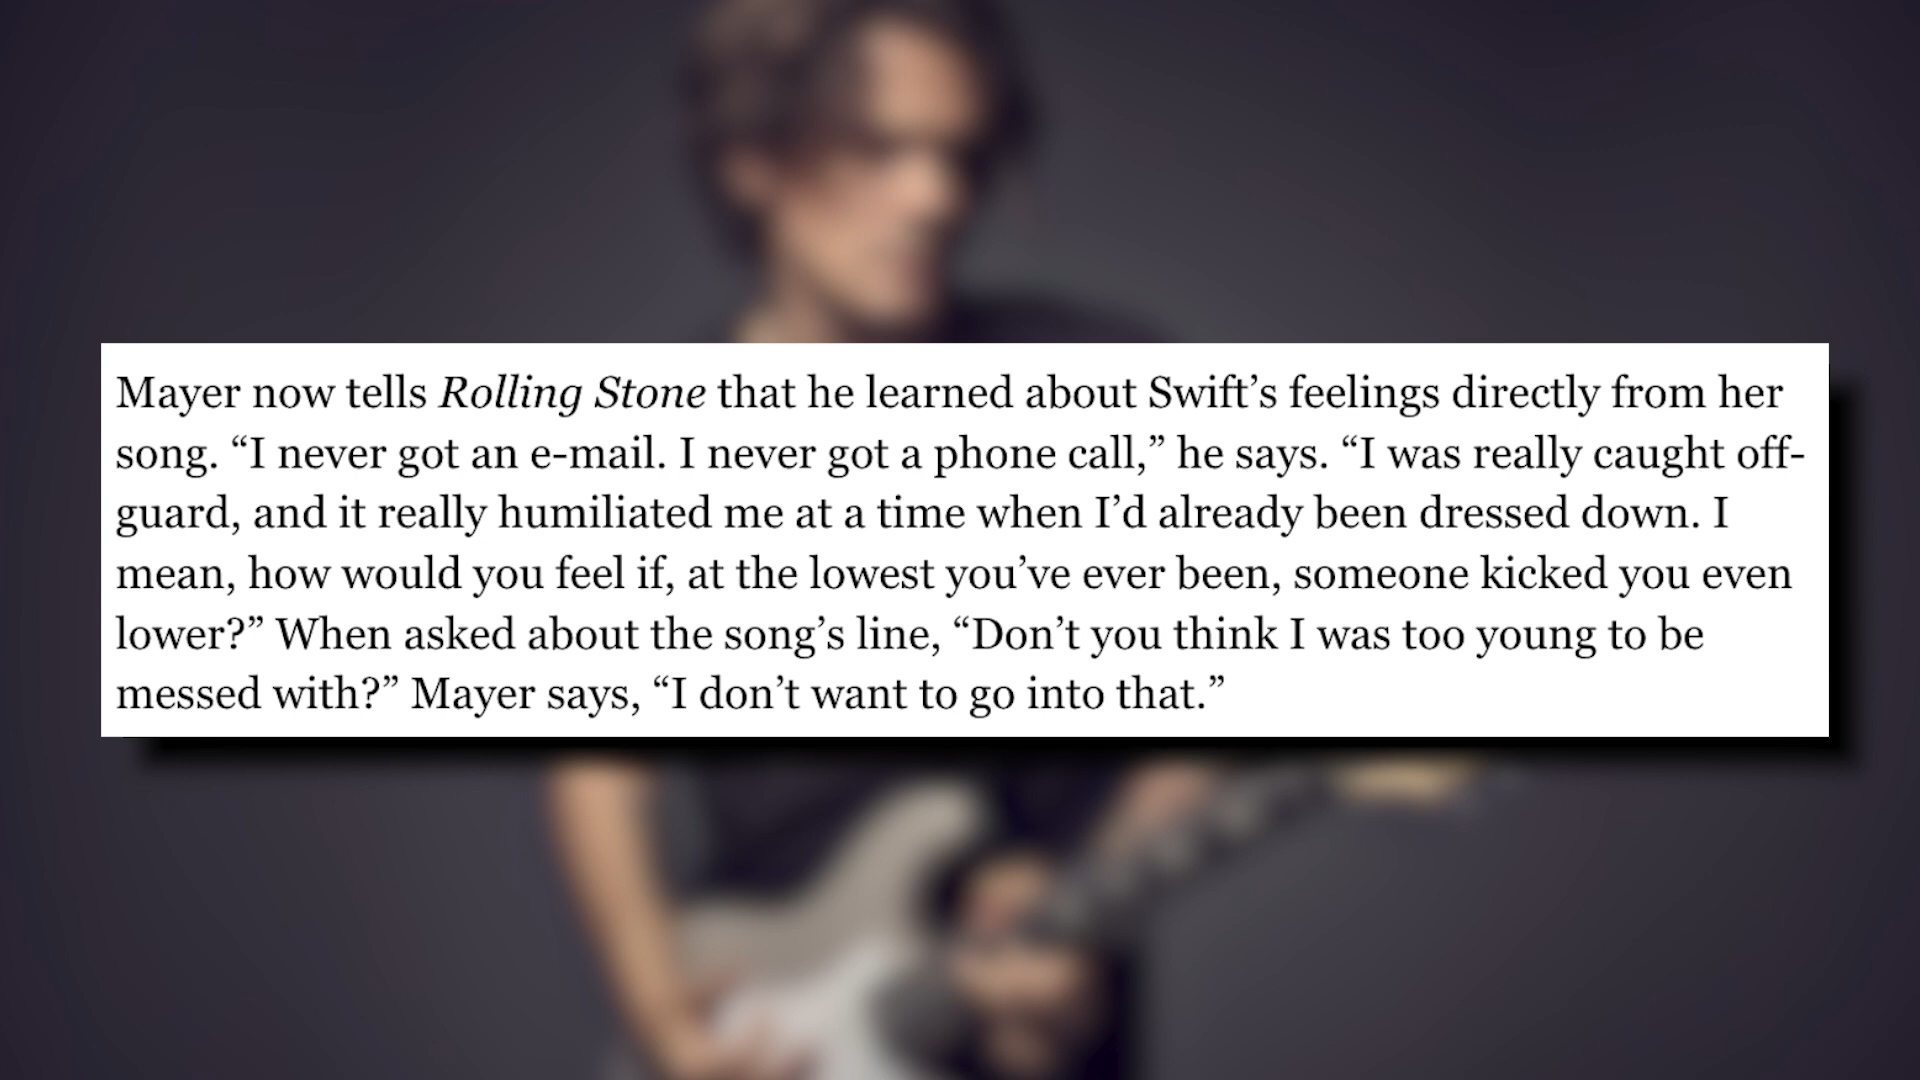 Mayer now tells Rolling Stone that he learned about Swift’s feelings directly from her
song. “I never got an e-mail. I never got a phone call,” he says. “I was really caught off-
guard, and it really humiliated me at a time when I’d already been dressed down. I
mean, how would you feel if, at the lowest you’ve ever been, someone kicked you even
lower?” When asked about the song’s line, “Don’t you think I was too young to be
messed with?” Mayer says, “I don’t want to go into that.”